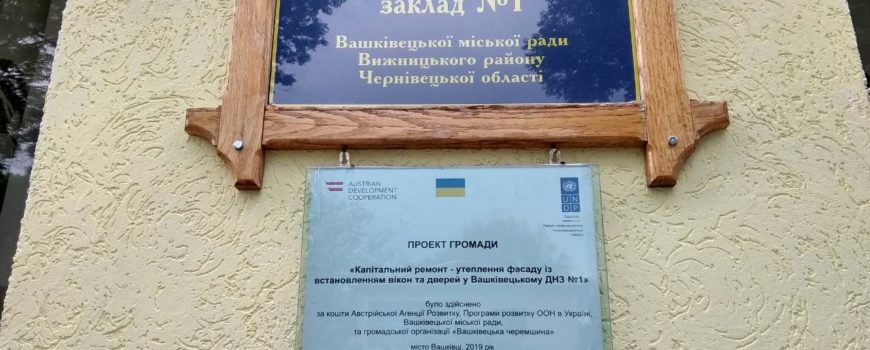 заклад №1
Вашківецької міської ради
Вижницького району
Чернівецької області
AUSTRIAN
DEVELOPMENT
COOPERATION
UN
DP
Україна
ПРОЕКТ ГРОМАДИ
«Капітальний ремонт - утеплення фасаду із
встановленням вікон та дверей у Вашківецькому ДНЗ №1»
було здійснено
за кошти Австрійської Агенції Розвитку, Програми розвитку ООН в Україні,
Вашківецької міської ради,
та громадської організації «Вашківецька черемшина»
місто Вашківці, 2019 рік